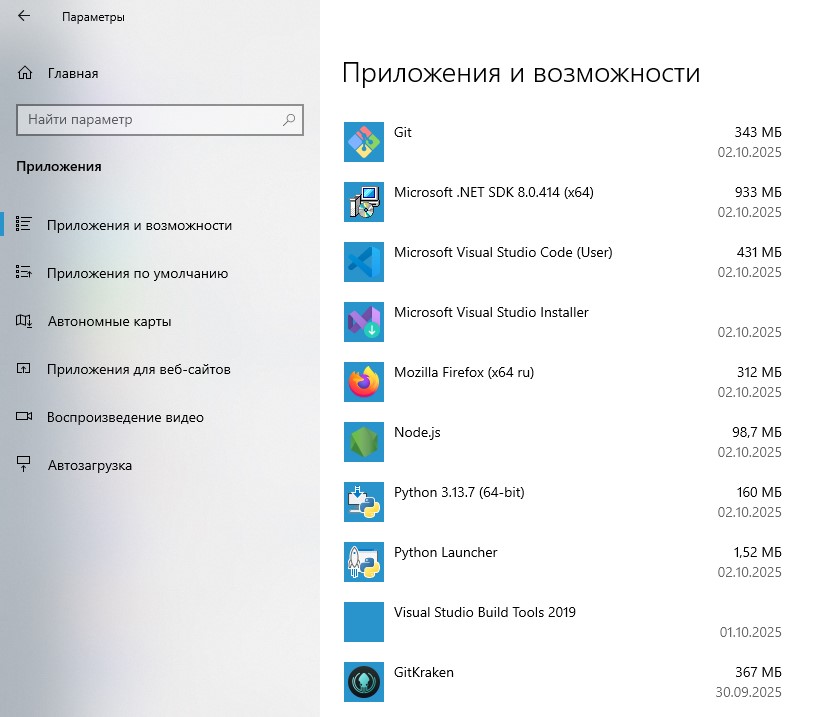 Параметры
Главная
Найти параметр
Приложения
Приложения и возможности
Приложения по умолчанию
Автономные карты
Приложения для веб-сайтов
Воспроизведение видео
Автозагрузка
Приложения и возможности
Git 343 МБ
02.10.2025
Microsoft .NET SDK 8.0.414 (x64) 933 МБ
02.10.2025
Microsoft Visual Studio Code (User) 431 МБ
02.10.2025
Microsoft Visual Studio Installer
02.10.2025
Mozilla Firefox (x64 ru) 312 МБ
02.10.2025
Node.js 98,7 МБ
02.10.2025
Python 3.13.7 (64-bit) 160 МБ
02.10.2025
Python Launcher 1,52 МБ
02.10.2025
Visual Studio Build Tools 2019
01.10.2025
GitKraken 367 МБ
30.09.2025